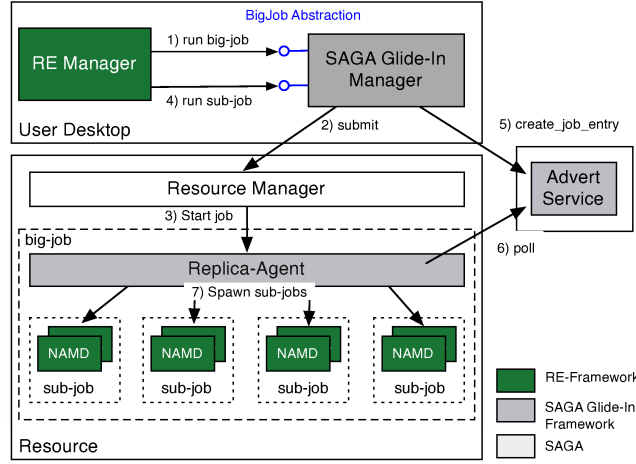 BigJob Abstraction
1) run big-job
RE Manager
SAGA Glide-In
Manager
4) run sub-job
User Desktop
2) submit
5) create_job_entry
Resource Manager
Advert
Service
3) Start job
big-job
6) poll
Replica-Agent
7) Spawn sub-jobs
NAMD
NAMD
NAMD
NAMD
sub-job
sub-job
sub-job
sub-job
Resource
RE-Framework
SAGA Glide-In
Framework
SAGA